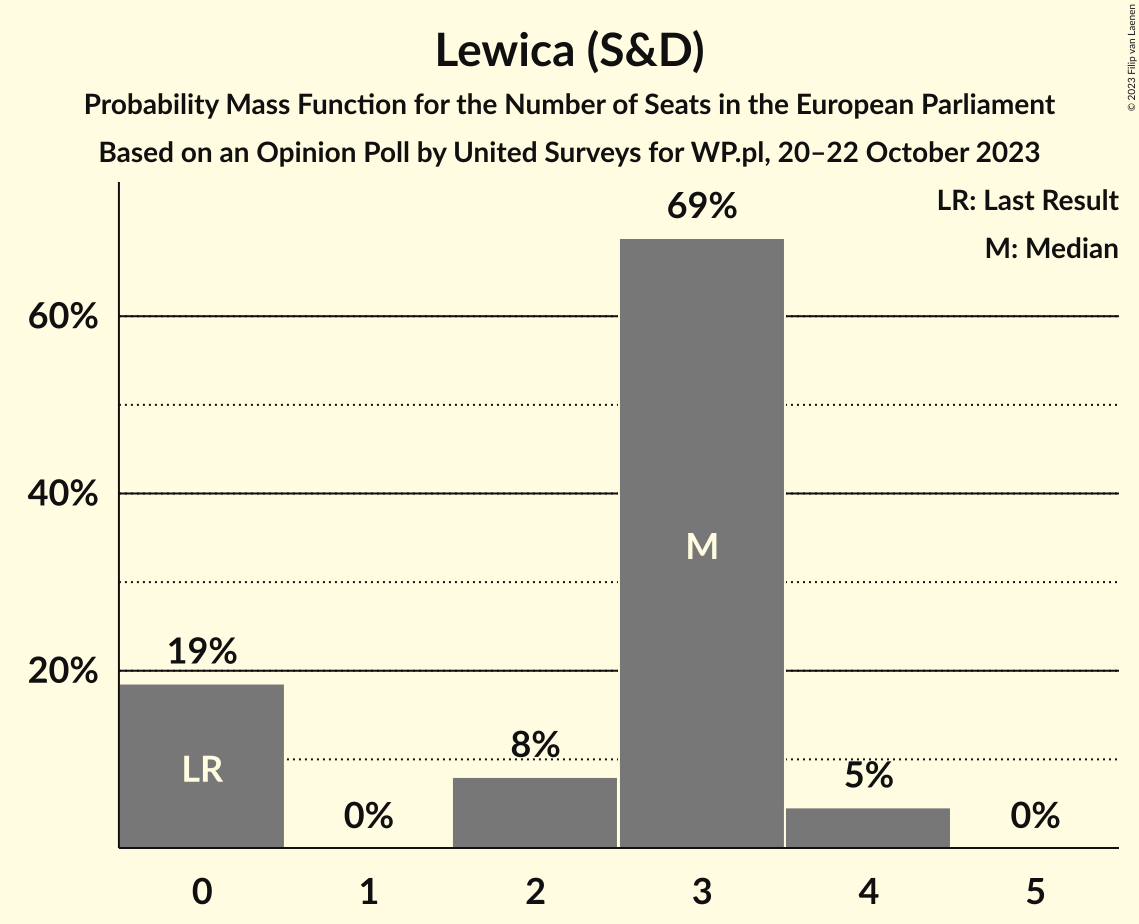 Lewica (S&D)
Probability Mass Function for the Number of Seats in the European Parliament
Based on an Opinion Poll by United Surveys for WP.pl, 20–22 October 2023
© 2023 Filip van Laenen
LR: Last Result
M: Median
69%
60%
40%
M
19%
20%
8%
LR
5%
0%
0%
0 1 2 3 4 5